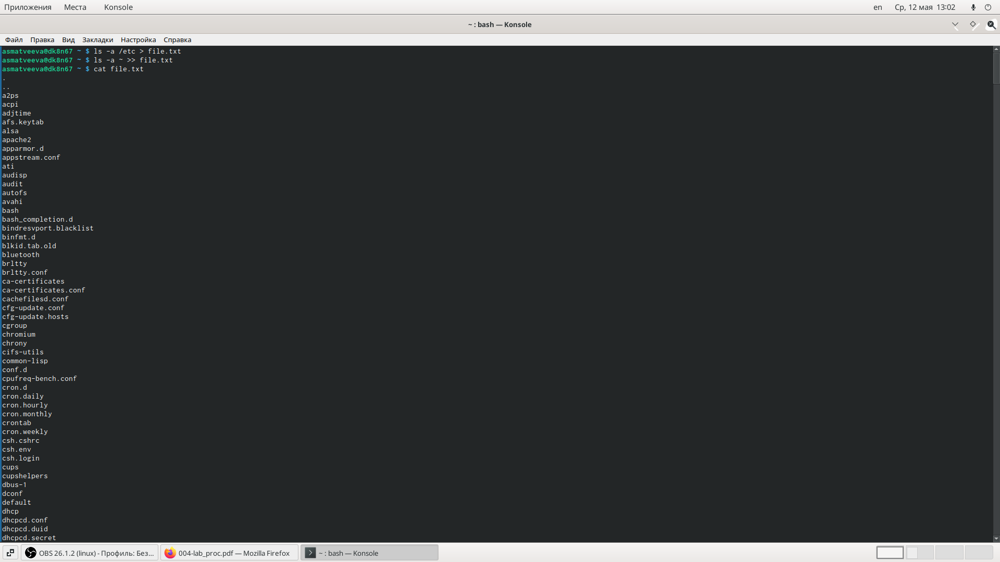 Приложения Места Konsole en Ср, 12 мая 13:02
~ : bash — Konsole
Файл Правка Вид Закладки Настройка Справка
asmatveeva@dk8n67 ~ $ ls -a /etc > file.txt
asmatveeva@dk8n67 ~ $ ls -a ~ >> file.txt
asmatveeva@dk8n67 ~ $ cat file.txt
.
..
a2ps
acpi
adjtime
afs.keytab
alsa
apache2
apparmor.d
appstream.conf
ati
audisp
audit
autofs
avahi
bash
bash_completion.d
bindresvport.blacklist
binfmt.d
blkid.tab.old
bluetooth
brltty
brltty.conf
ca-certificates
ca-certificates.conf
cachefilesd.conf
cfg-update.conf
cfg-update.hosts
cgroup
chromium
chrony
cifs-utils
common-lisp
conf.d
cpufreq-bench.conf
cron.d
cron.daily
cron.hourly
cron.monthly
crontab
cron.weekly
csh.cshrc
csh.env
csh.login
cups
cupshelpers
dbus-1
dconf
default
dhcp
dhcpcd.conf
dhcpcd.duid
dhcpcd.secret
OBS 26.1.2 (linux) - Профиль: Без... 004-lab_proc.pdf — Mozilla Firefox ~ : bash — Konsole